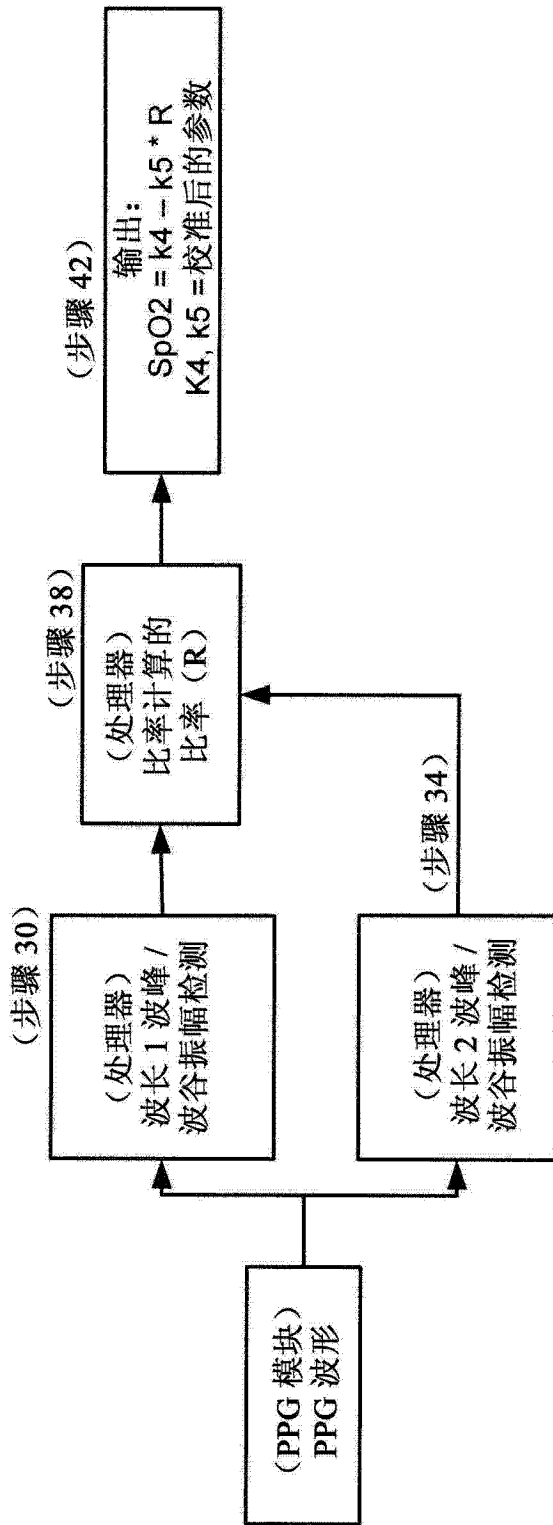 （PPG 模块）
PPG 波形
（步骤 30）
（处理器）
波长 1 波峰 /
波谷振幅检测
（处理器）
波长 2 波峰 /
波谷振幅检测
（步骤 34）
（步骤 38）
（处理器）
比率计算的
比率（R）
（步骤 42）
输出：
SpO2 = k4 – k5 * R
K4, k5 =校准后的参数